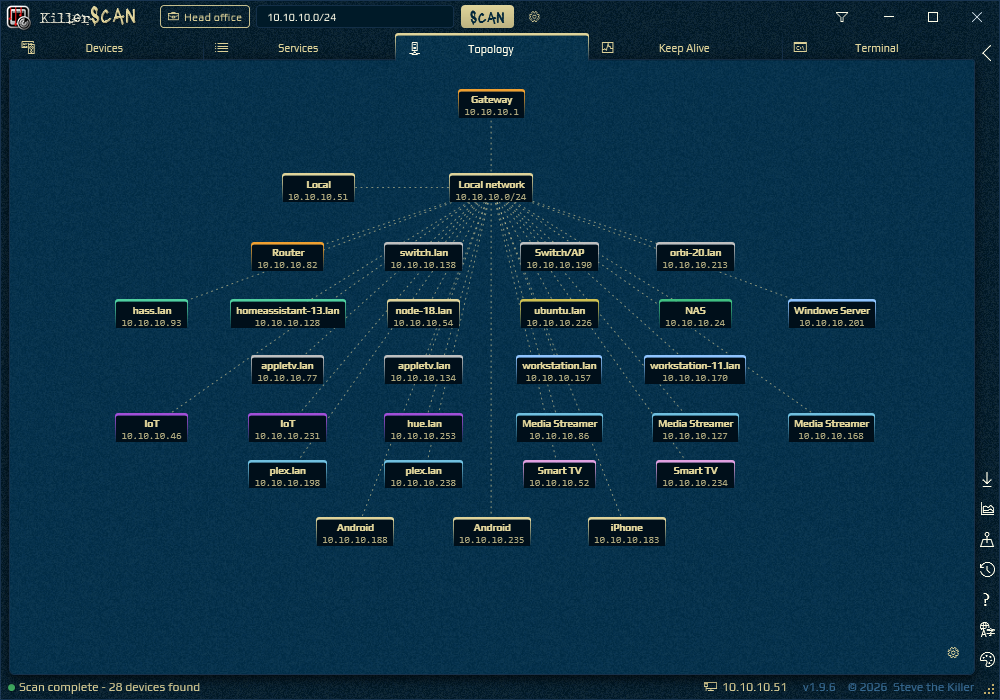 KillerSCAN
Head office
10.10.10.0/24
SCAN
Devices
Services
Topology
Keep Alive
Terminal
Gateway
10.10.10.1
Local
10.10.10.51
Local network
10.10.10.0/24
Router
10.10.10.82
switch.lan
10.10.10.138
Switch/AP
10.10.10.190
orbi-20.lan
10.10.10.213
hass.lan
10.10.10.93
homeassistant-13.lan
10.10.10.128
node-18.lan
10.10.10.54
ubuntu.lan
10.10.10.226
NAS
10.10.10.24
Windows Server
10.10.10.201
appletv.lan
10.10.10.77
appletv.lan
10.10.10.134
workstation.lan
10.10.10.157
workstation-11.lan
10.10.10.170
IoT
10.10.10.46
IoT
10.10.10.231
hue.lan
10.10.10.253
Media Streamer
10.10.10.86
Media Streamer
10.10.10.127
Media Streamer
10.10.10.168
plex.lan
10.10.10.198
plex.lan
10.10.10.238
Smart TV
10.10.10.52
Smart TV
10.10.10.234
Android
10.10.10.188
Android
10.10.10.235
iPhone
10.10.10.183
Scan complete - 28 devices found
10.10.10.51
v1.9.6
© 2026 Steve the Killer